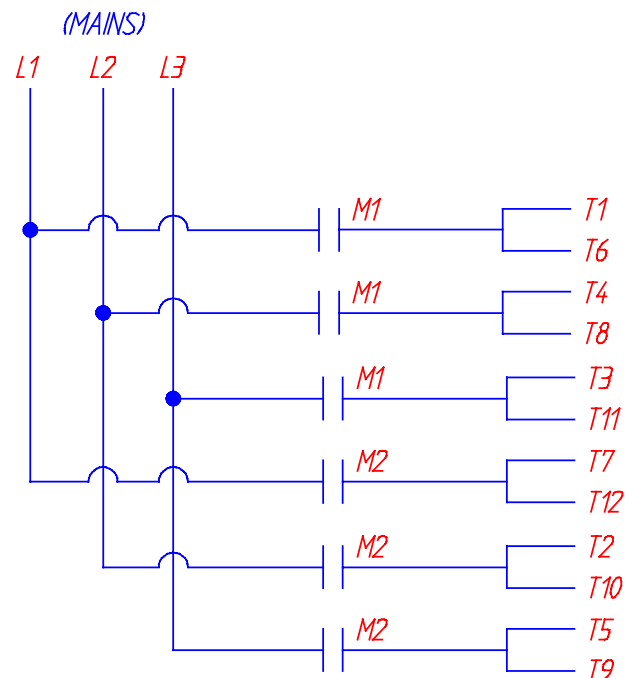 (MAINS)
L1 L2 L3
M1 T1
T6
M1 T4
T8
M1 T3
T11
M2 T7
T12
M2 T2
T10
M2 T5
T9